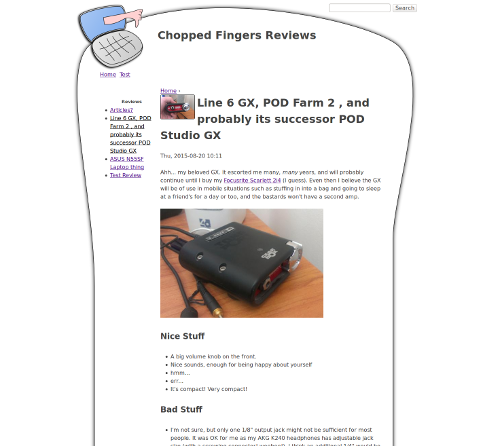 Search
Chopped Fingers Reviews
Home Test
Home ›
Reviews
Articles?
Line 6 GX, POD
Farm 2 , and
probably its
successor POD
Studio GX
ASUS N55SF
Laptop thing
Test Review
Line 6 GX, POD Farm 2 , and
probably its successor POD
Studio GX
Thu, 2015-08-20 10:11
Ahh... my beloved GX. It escorted me many, many years, and will probably
continue until I buy my Focusrite Scarlett 2i4 (I guess). Even then I believe the GX
will be of use in mobile situations such as stuffing in into a bag and going to sleep
at a friend's for a day or too, and the bastards won't have a second amp.
Nice Stuff
A big volume knob on the front.
Nice sounds, enough for being happy about yourself
hmm...
err...
It's compact! Very compact!
Bad Stuff
I'm not sure, but only one 1/8" output jack might not be sufficient for most
people. It was OK for me as my AKG K240 headphones has adjustable jack